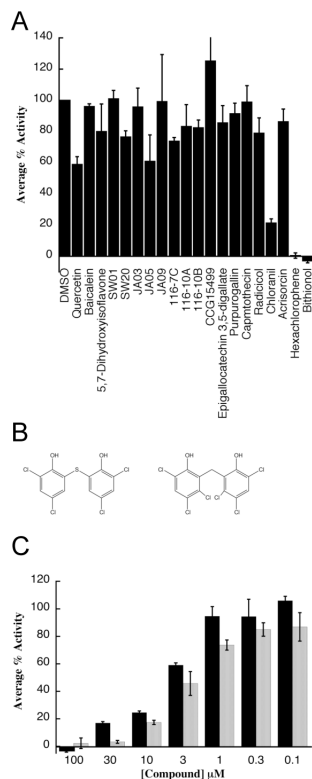 A
Average % Activity
140
120
100
80
60
40
20
0
DMSO
Quercetin
Baicalein
5,7-Dihydroxyisoflavone
SW01
SW20
JA03
JA05
JA09
116-7C
116-10A
116-10B
CCG15499
Epigallocatechin 3,5-digallate
Purpurogallin
Capmtothecin
Radicicol
Chloranil
Acrisorcin
Hexachlorophene
Bithionol
B
OH OH OH OH
Cl S Cl Cl Cl
Cl Cl
Cl Cl Cl Cl
C
Average % Activity
120
100
80
60
40
20
0
100 30 10 3 1 0.3 0.1
[Compound] μM